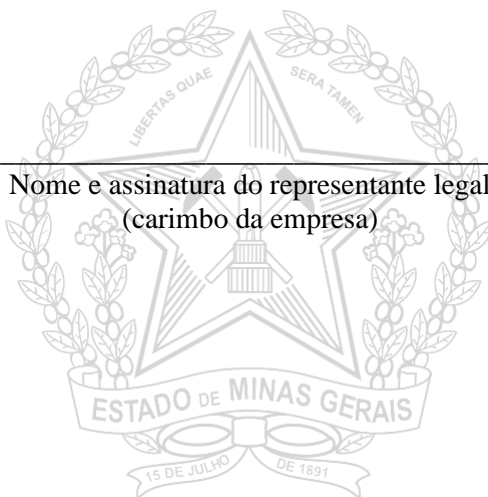 LIBERTAS QUAE SERA TAMEN
Nome e assinatura do representante legal
(carimbo da empresa)
ESTADO DE MINAS GERAIS
15 DE JULHO DE 1891